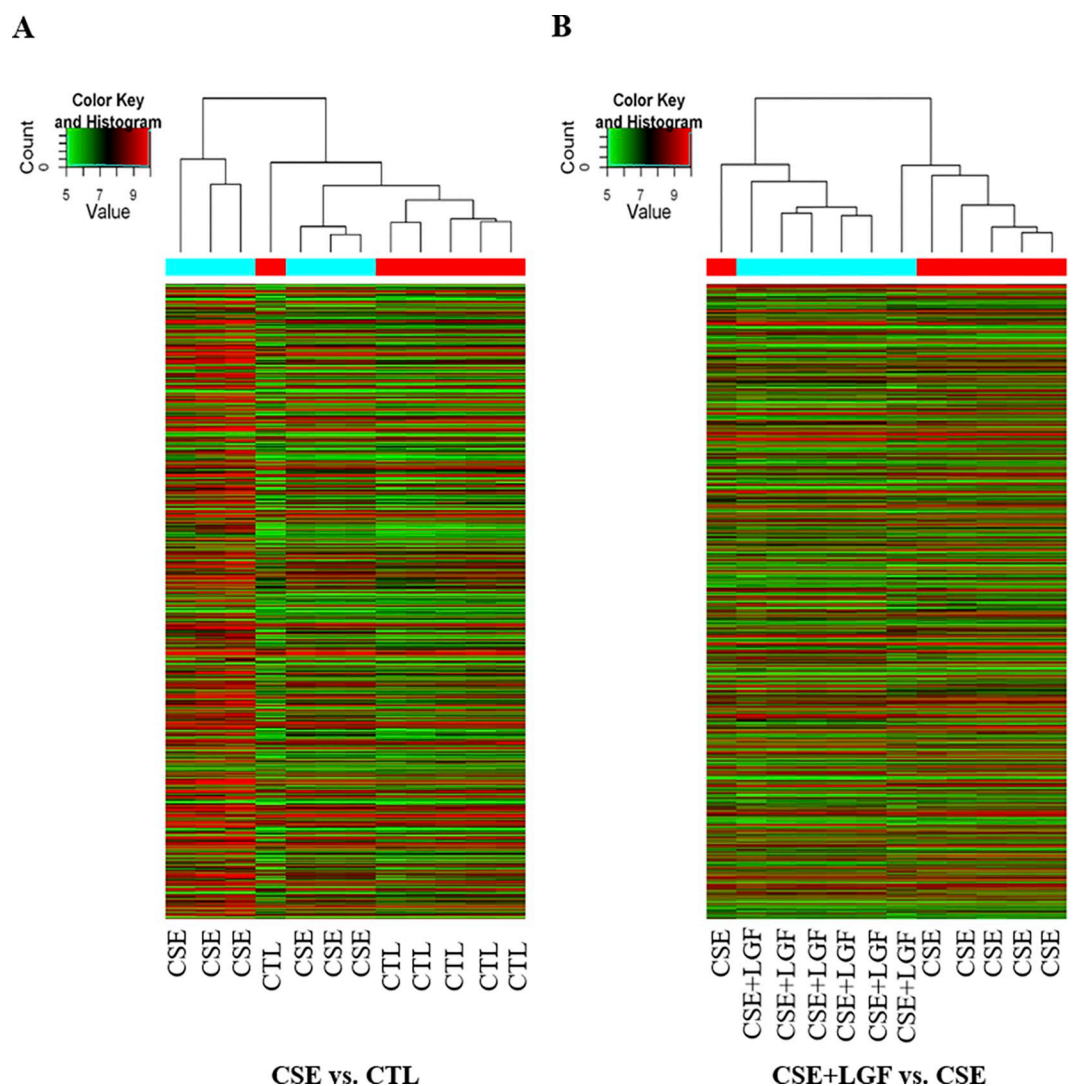 A
B
Color Key
and Histogram
Count
0
5 7 9
Value
Color Key
and Histogram
Count
0
5 7 9
Value
CSE
CSE
CSE
CTL
CSE
CSE
CSE
CTL
CTL
CTL
CTL
CTL
CSE
CSE+LGF
CSE+LGF
CSE+LGF
CSE+LGF
CSE+LGF
CSE+LGF
CSE
CSE
CSE
CSE
CSE
CSE vs. CTL
CSE+LGF vs. CSE